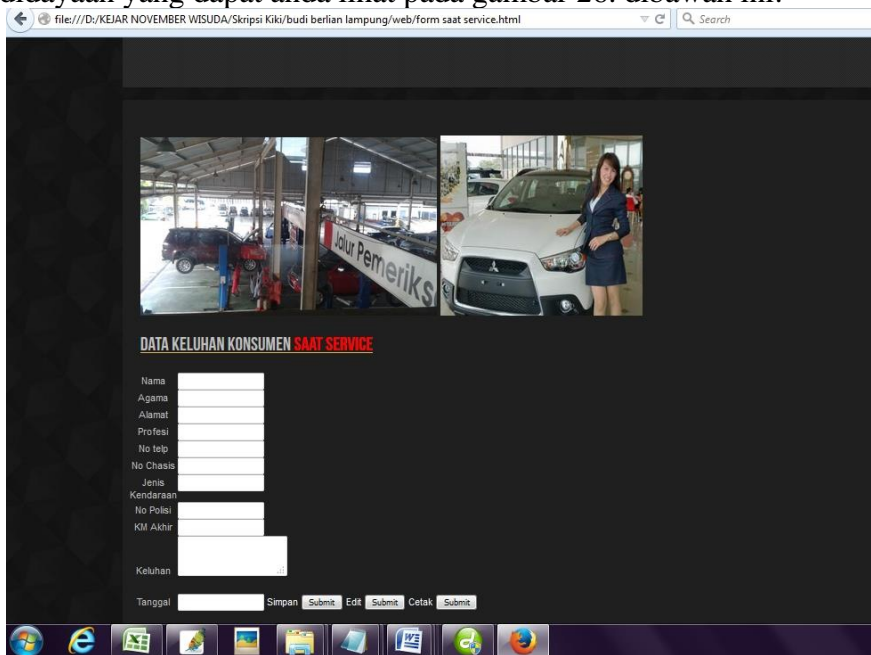 didayaan yang dapat anda lihat pada gambar 26. dibawah ini.
file:///D:/KEJAR NOVEMBER WISUDA/Skripsi Kiki/budi berlian lampung/web/form saat service.html
Search
Jalur Pemeriks
DATA KELUHAN KONSUMEN SAAT SERVICE
Nama
Agama
Alamat
Profesi
No telp
No Chasis
Jenis
Kendaraan
No Polisi
KM Akhir
Keluhan
Tanggal Simpan Submit Edit Submit Cetak Submit